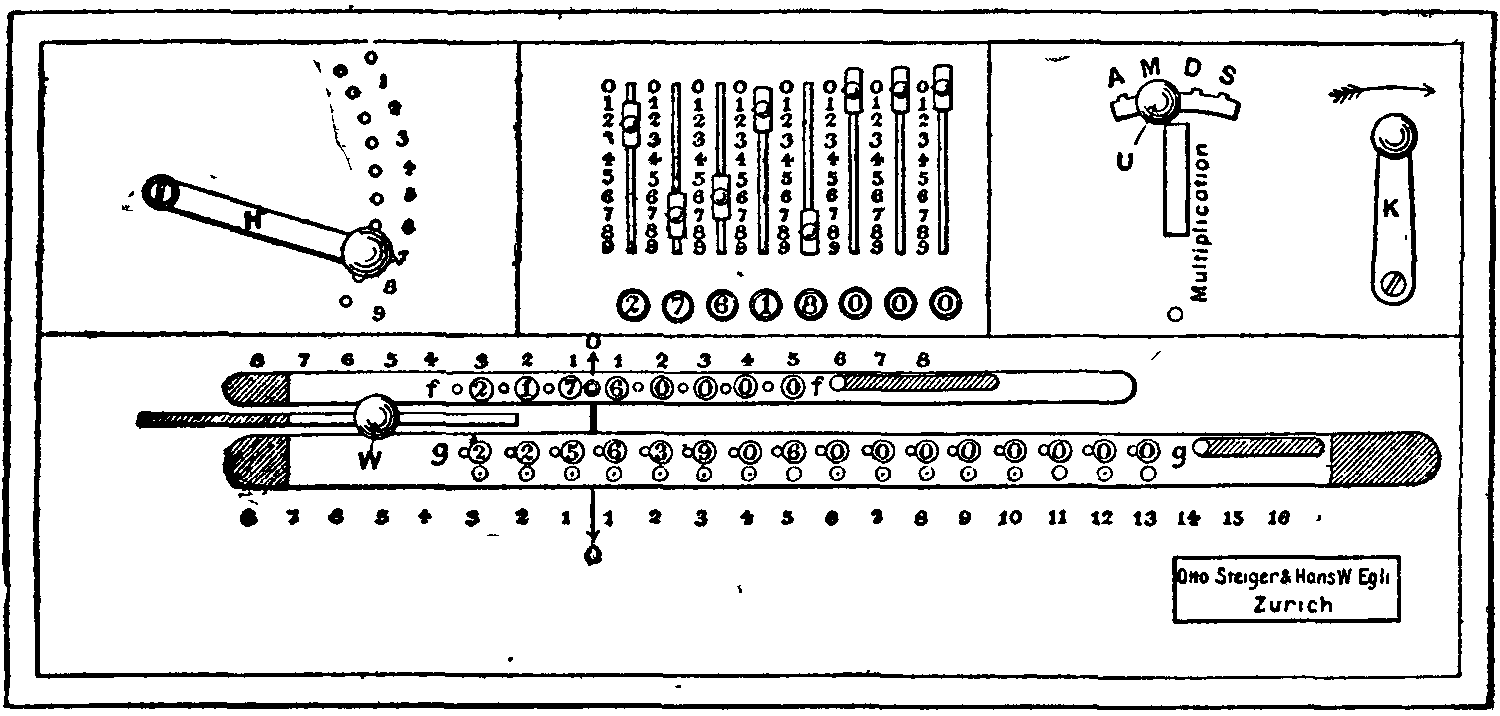 0
1
2
3
4
5
6
7
8
9
H
0 0 0 0 0 0 0 0
1 1 1 1 1 1 1 1
2 2 2 2 2 2 2 2
3 3 3 3 3 3 3
4 4 4 4 4 4 4 4
5 5 5 5 5 5 5 5
6 6 6 6 6 6 6 6
7 7 7 7 7 7 7 7
8 8 8 8 8 8 8 8
9 9 9 9 9 9 9 9
2 7 6 1 8 0 0 0
A M D S
U
Multiplication
K
0
8 7 6 5 4 3 2 1 1 2 3 4 5 6 7 8
f 2 1 7 6 0 0 0 0 f
W
g 2 2 5 6 3 9 0 6 0 0 0 0 0 0 0 0 g
8 7 6 5 4 3 2 1 1 2 3 4 5 6 7 8 9 10 11 12 13 14 15 16
0
Otto Steiger & Hans W Egli
Zurich